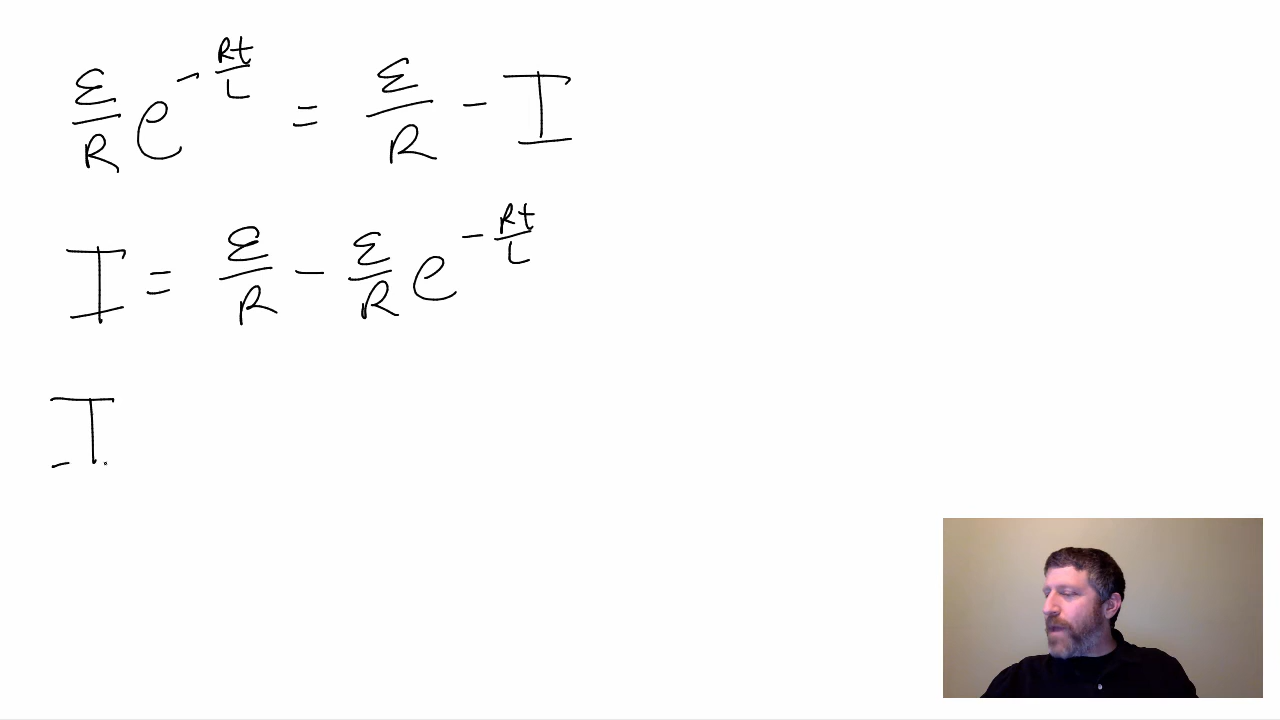 ε/R e^(-Rt/L) = ε/R - I
I = ε/R - ε/R e^(-Rt/L)
I